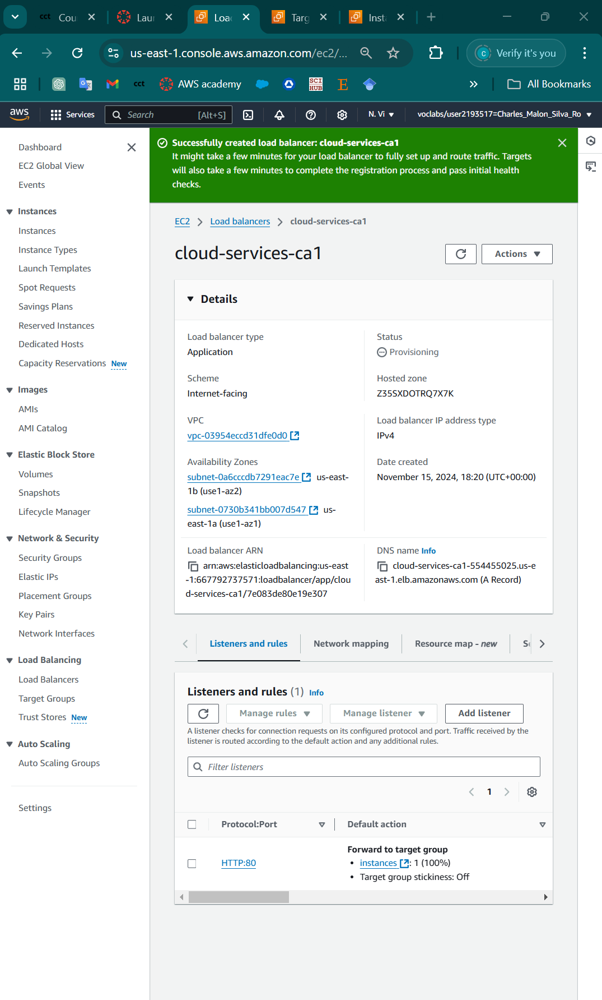 cct Cou
Laur
Load
Targ
Insta
us-east-1.console.aws.amazon.com/ec2/...
Verify it's you
cct
AWS academy
SCI HUB
E
All Bookmarks
aws
Services
Search [Alt+S]
N. Vi
voclabs/user2193517=Charles_Malon_Silva_Ro
Dashboard
EC2 Global View
Events
Instances
Instances
Instance Types
Launch Templates
Spot Requests
Savings Plans
Reserved Instances
Dedicated Hosts
Capacity Reservations New
Images
AMIs
AMI Catalog
Elastic Block Store
Volumes
Snapshots
Lifecycle Manager
Network & Security
Security Groups
Elastic IPs
Placement Groups
Key Pairs
Network Interfaces
Load Balancing
Load Balancers
Target Groups
Trust Stores New
Auto Scaling
Auto Scaling Groups
Settings
Successfully created load balancer: cloud-services-ca1
It might take a few minutes for your load balancer to fully set up and route traffic. Targets
will also take a few minutes to complete the registration process and pass initial health
checks.
EC2 > Load balancers > cloud-services-ca1
cloud-services-ca1
Actions
Details
Load balancer type
Application
Status
Provisioning
Scheme
Internet-facing
Hosted zone
Z35SXDOTRQ7X7K
VPC
vpc-03954eccd31dfe0d0
Load balancer IP address type
IPv4
Availability Zones
subnet-0a6cccdb7291eac7e us-east-
1b (use1-az2)
subnet-0730b341bb007d547 us-
east-1a (use1-az1)
Date created
November 15, 2024, 18:20 (UTC+00:00)
Load balancer ARN
arn:aws:elasticloadbalancing:us-east
-1:667792737571:loadbalancer/app/clou
d-services-ca1/7e083de80e19e307
DNS name Info
cloud-services-ca1-554455025.us-e
ast-1.elb.amazonaws.com (A Record)
Listeners and rules
Network mapping
Resource map - new
Listeners and rules (1) Info
Manage rules
Manage listener
Add listener
A listener checks for connection requests on its configured protocol and port. Traffic received by the
listener is routed according to the default action and any additional rules.
Filter listeners
1
Protocol:Port
Default action
HTTP:80
Forward to target group
• instances : 1 (100%)
• Target group stickiness: Off